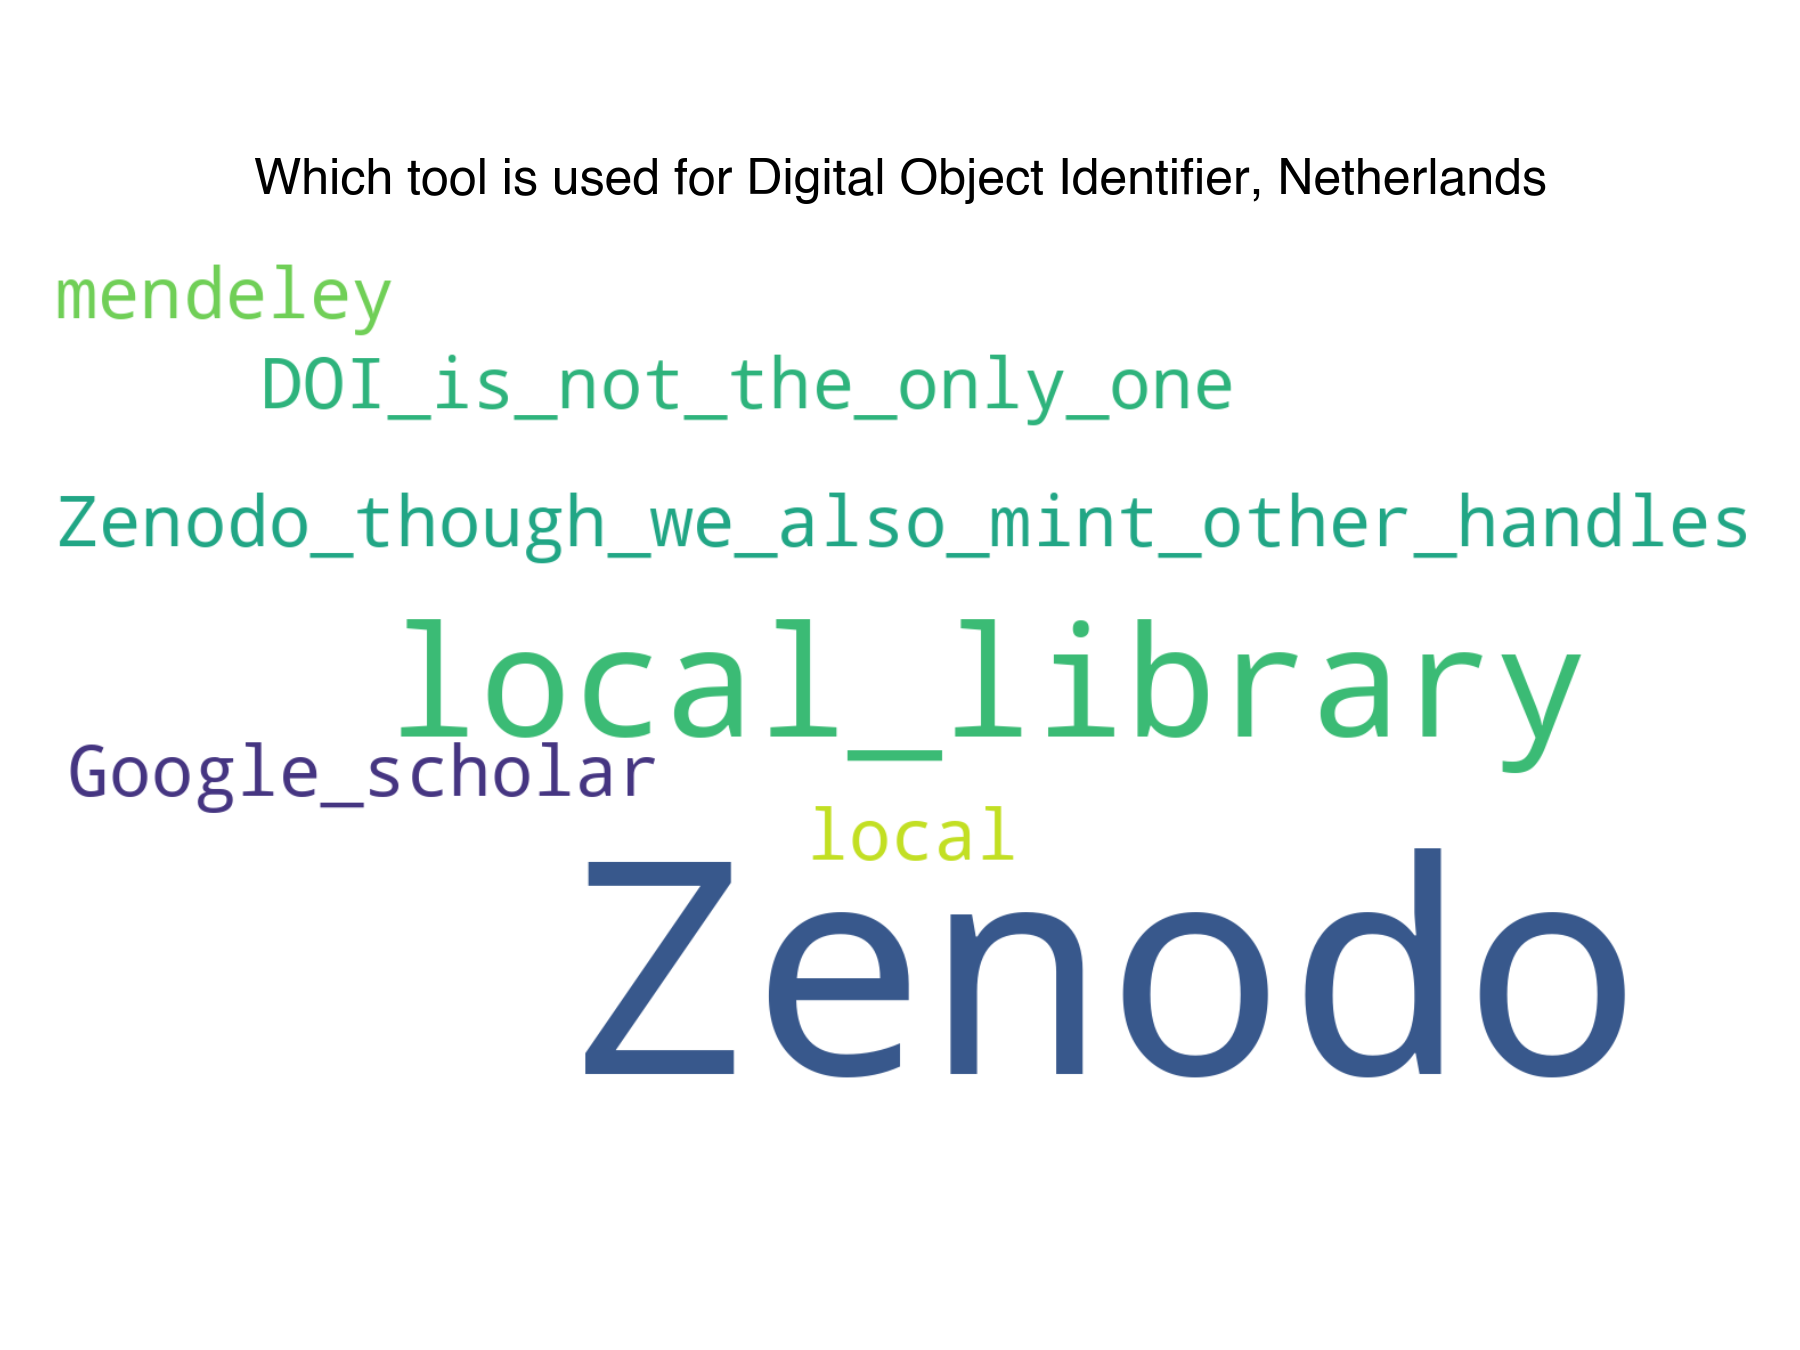 Which tool is used for Digital Object Identifier, Netherlands
mendeley
DOI_is_not_the_only_one
Zenodo_though_we_also_mint_other_handles
local_library
Google_scholar
local
Zenodo